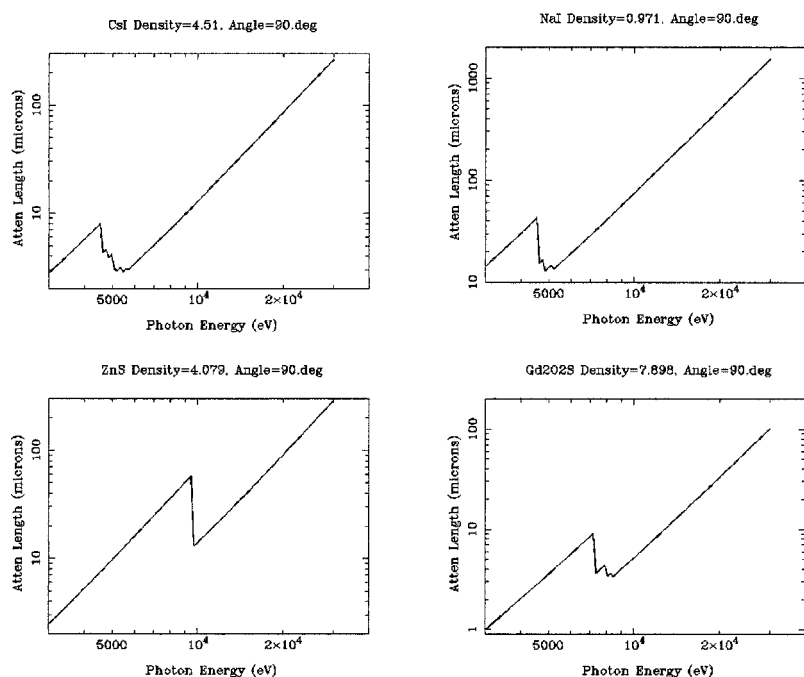 CsI Density=4.51, Angle=90.deg
Atten Length (microns)
100
10
5000
10⁴
2×10⁴
Photon Energy (eV)
NaI Density=0.971, Angle=90.deg
Atten Length (microns)
1000
100
10
5000
10⁴
2×10⁴
Photon Energy (eV)
ZnS Density=4.079, Angle=90.deg
Atten Length (microns)
100
10
5000
10⁴
2×10⁴
Photon Energy (eV)
Gd2O2S Density=7.898, Angle=90.deg
Atten Length (microns)
100
10
1
5000
10⁴
2×10⁴
Photon Energy (eV)